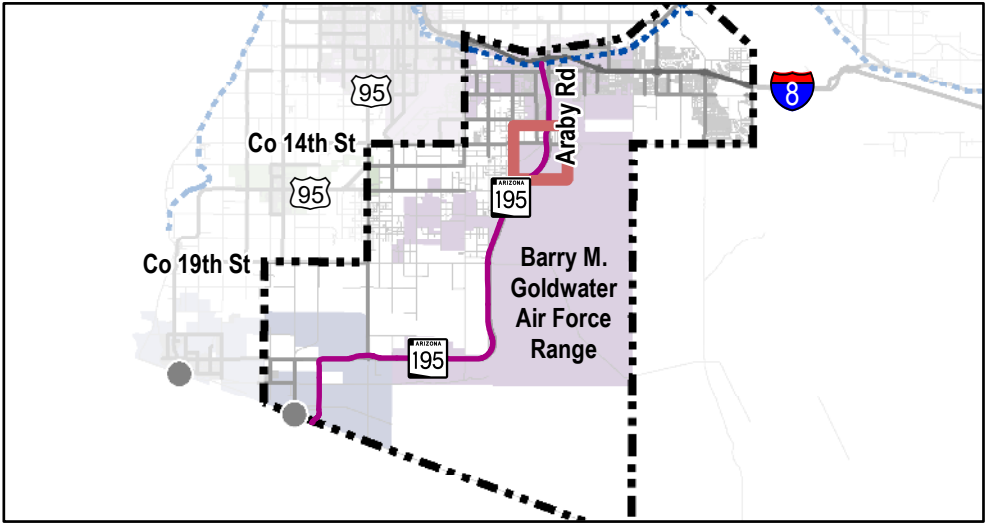 95
8
Araby Rd
Co 14th St
95
ARIZONA
195
Co 19th St
Barry M.
Goldwater
Air Force
Range
ARIZONA
195